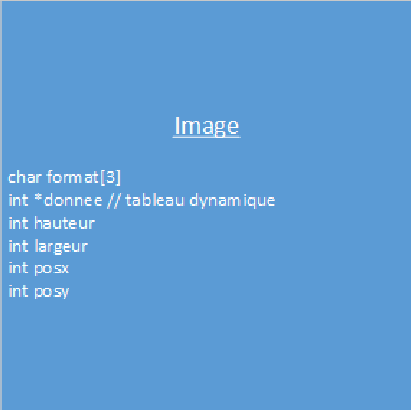 Image
char format[3]
int *donnee // tableau dynamique
int hauteur
int largeur
int posx
int posy